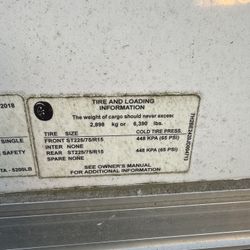 2018
TIRE AND LOADING
INFORMATION
The weight of cargo should never exceed
2,898 kg or 6,390 lbs.
TIRE SIZE COLD TIRE PRESS.
SINGLE FRONT ST225/75/R15 448 KPA (65 PSI)
INTER NONE
SAFETY REAR ST225/75/R15 448 KPA (65 PSI)
SPARE NONE
SEE OWNER'S MANUAL
FOR ADDITIONAL INFORMATION
TA - 5200LB